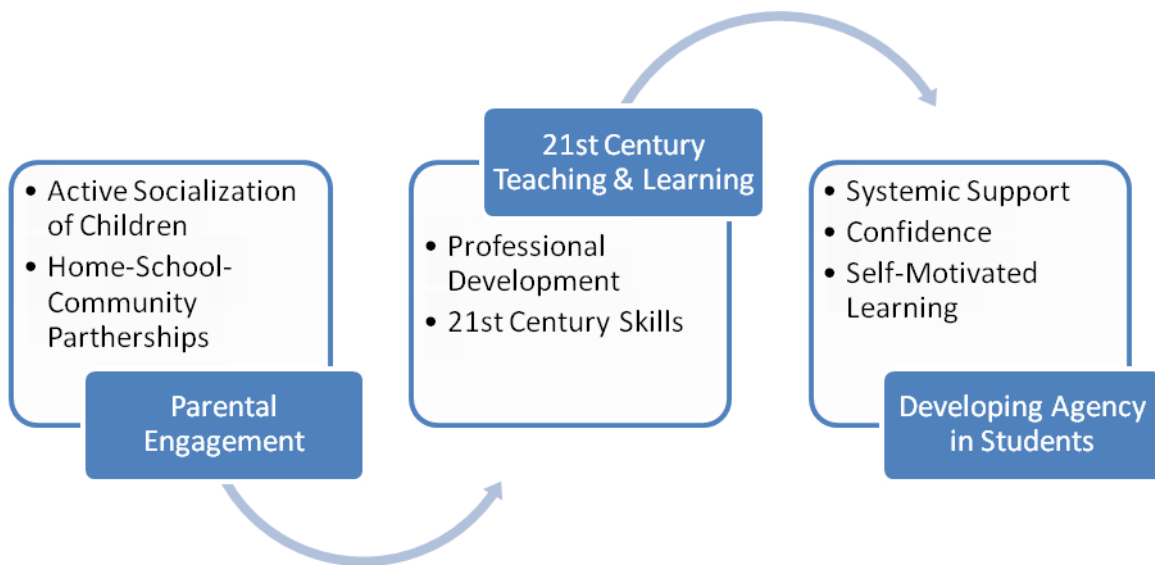 • Active Socialization
of Children
• Home-School-
Community
Partherships
Parental
Engagement
21st Century
Teaching & Learning
• Professional
Development
• 21st Century Skills
• Systemic Support
• Confidence
• Self-Motivated
Learning
Developing Agency
in Students